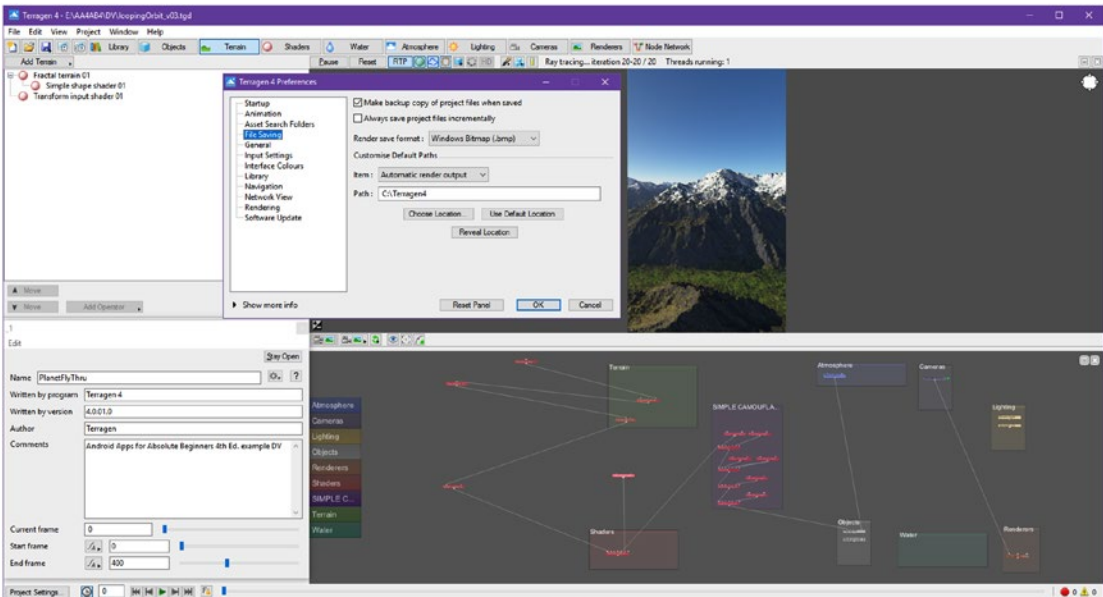 Terragen 4 - E:\AA4AB4\DV\loopingOrbit_v03.tgd
File Edit View Project Window Help
Library Objects Terrain Shaders Water Atmosphere Lighting Cameras Renderers Node Network
Add Terrain
Pause Reset RTP HD Ray tracing... iteration 20-20 / 20 Threads running: 1
Fractal terrain 01
Simple shape shader 01
Transform input shader 01
Terragen 4 Preferences
Startup
Animation
Asset Search Folders
File Saving
General
Input Settings
Interface Colours
Library
Navigation
Network View
Rendering
Software Update
Make backup copy of project files when saved
Always save project files incrementally
Render save format : Windows Bitmap (.bmp)
Customise Default Paths
Item : Automatic render output
Path : C:\Terragen4
Choose Location... Use Default Location
Reveal Location
Show more info
Reset Panel OK Cancel
Move
Move Add Operator
_1
Edit
Stay Open
Name PlanetFlyThru ?
Written by program Terragen 4
Written by version 4.0.01.0
Author Terragen
Comments Android Apps for Absolute Beginners 4th Ed. example DV
Current frame 0
Start frame 0
End frame 400
Project Settings... 0
Atmosphere
Cameras
Lighting
Objects
Renderers
Shaders
SIMPLE C...
Terrain
Water
Terrain
SIMPLE CAMOUFLA...
Atmosphere
Cameras
Lighting
Shaders
Objects
Water
Renderers
0 0